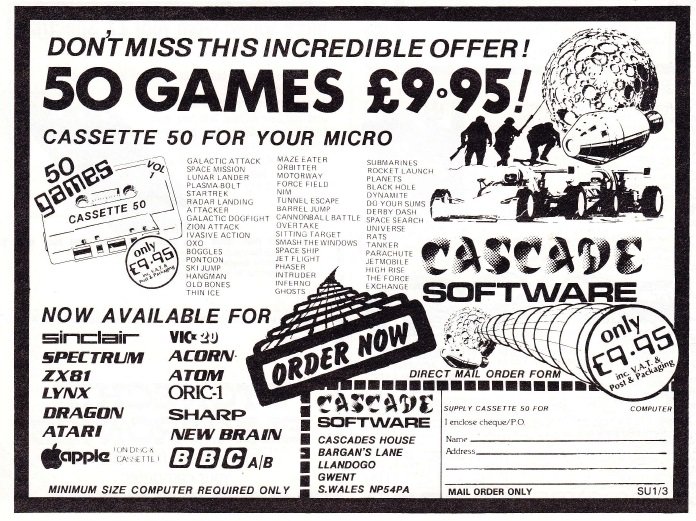 DON'T MISS THIS INCREDIBLE OFFER!
50 GAMES £9·95!
CASSETTE 50 FOR YOUR MICRO
50
games
VOL
1
CASSETTE 50
only
£9.95
inc. V.A.T. &
Post & Packaging
GALACTIC ATTACK
SPACE MISSION
LUNAR LANDER
PLASMA BOLT
STARTREK
RADAR LANDING
ATTACKER
GALACTIC DOGFIGHT
ZION ATTACK
IVASIVE ACTION
OXO
BOGGLES
PONTOON
SKI JUMP
HANGMAN
OLD BONES
THIN ICE
MAZE EATER
ORBITTER
MOTORWAY
FORCE FIELD
NIM
TUNNEL ESCAPE
BARREL JUMP
CANNONBALL BATTLE
OVERTAKE
SITTING TARGET
SMASH THE WINDOWS
SPACE SHIP
JET FLIGHT
PHASER
INTRUDER
INFERNO
GHOSTS
SUBMARINES
ROCKET LAUNCH
PLANETS
BLACK HOLE
DYNAMITE
DO YOUR SUMS
DERBY DASH
SPACE SEARCH
UNIVERSE
RATS
TANKER
PARACHUTE
JETMOBILE
HIGH RISE
THE FORCE
EXCHANGE
CASCADE
SOFTWARE
NOW AVAILABLE FOR
sinclair
SPECTRUM
ZX81
LYNX
DRAGON
ATARI
apple (ON DISK & CASSETTE)
VIC 20
ACORN
ATOM
ORIC-1
SHARP
NEW BRAIN
BBC A/B
MINIMUM SIZE COMPUTER REQUIRED ONLY
ORDER NOW
only
£9.95
inc. V.A.T. &
Post & Packaging
DIRECT MAIL ORDER FORM
CASCADE
SOFTWARE
CASCADES HOUSE
BARGAN'S LANE
LLANDOGO
GWENT
S.WALES NP54PA
SUPPLY CASSETTE 50 FOR COMPUTER
I enclose cheque/P.O.
Name
Address
MAIL ORDER ONLY SU1/3